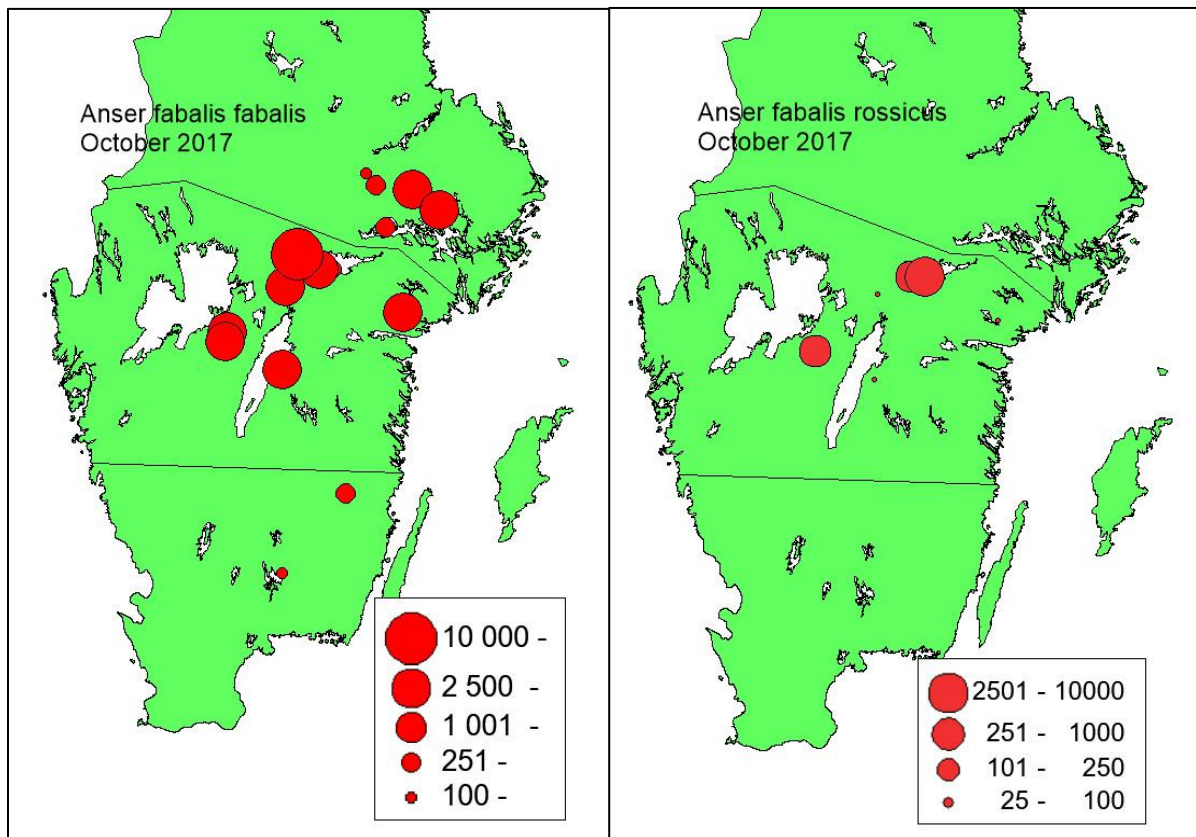 Anser fabalis fabalis
October 2017
10 000 -
2 500 -
1 001 -
251 -
100 -
Anser fabalis rossicus
October 2017
2501 - 10000
251 - 1000
101 - 250
25 - 100